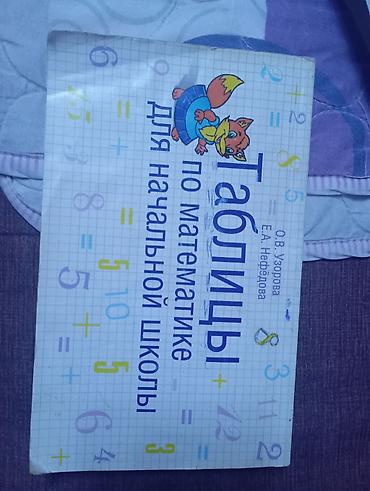 О.В. Узорова
Е.А. Нефёдова
Таблицы
по математике
для начальной школы